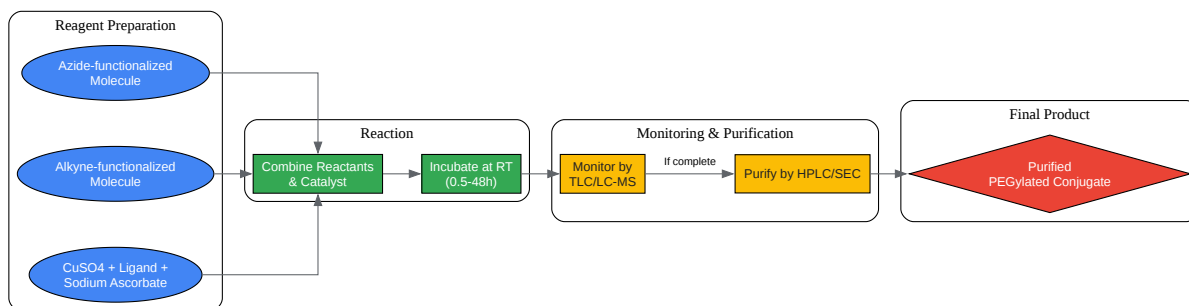 Reagent Preparation
Azide-functionalized
Molecule
Alkyne-functionalized
Molecule
CuSO4 + Ligand +
Sodium Ascorbate
Reaction
Combine Reactants
& Catalyst
Incubate at RT
(0.5-48h)
Monitoring & Purification
Monitor by
TLC/LC-MS
If complete
Purify by HPLC/SEC
Final Product
Purified
PEGylated Conjugate